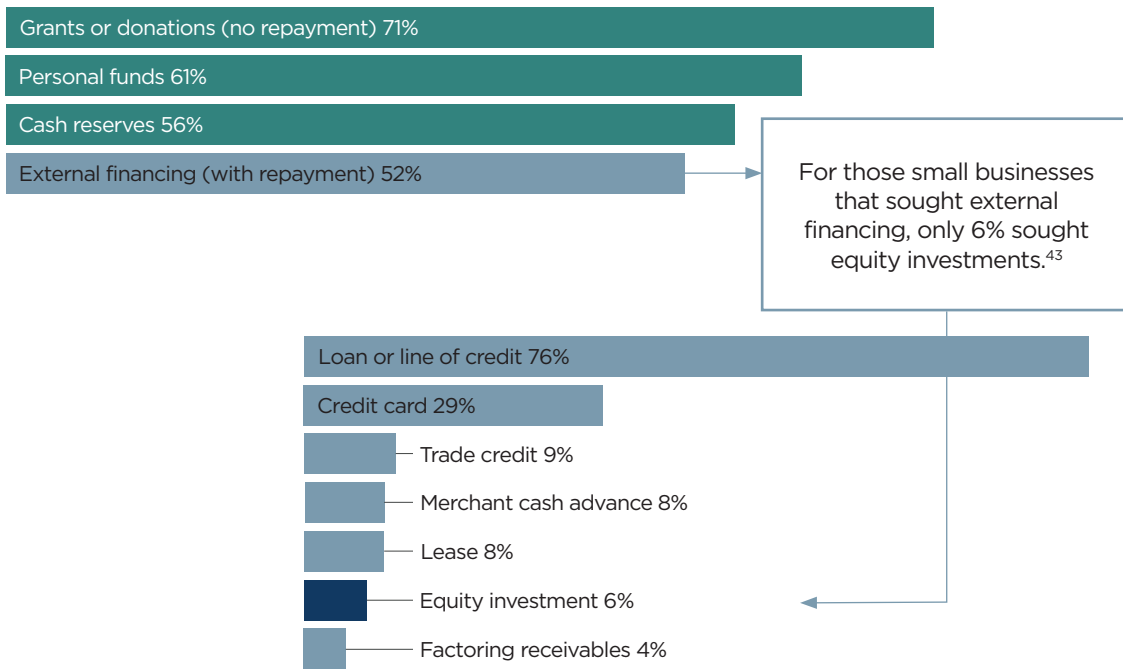 Grants or donations (no repayment) 71%
Personal funds 61%
Cash reserves 56%
External financing (with repayment) 52%
For those small businesses
that sought external
financing, only 6% sought
equity investments.⁴³
Loan or line of credit 76%
Credit card 29%
Trade credit 9%
Merchant cash advance 8%
Lease 8%
Equity investment 6%
Factoring receivables 4%